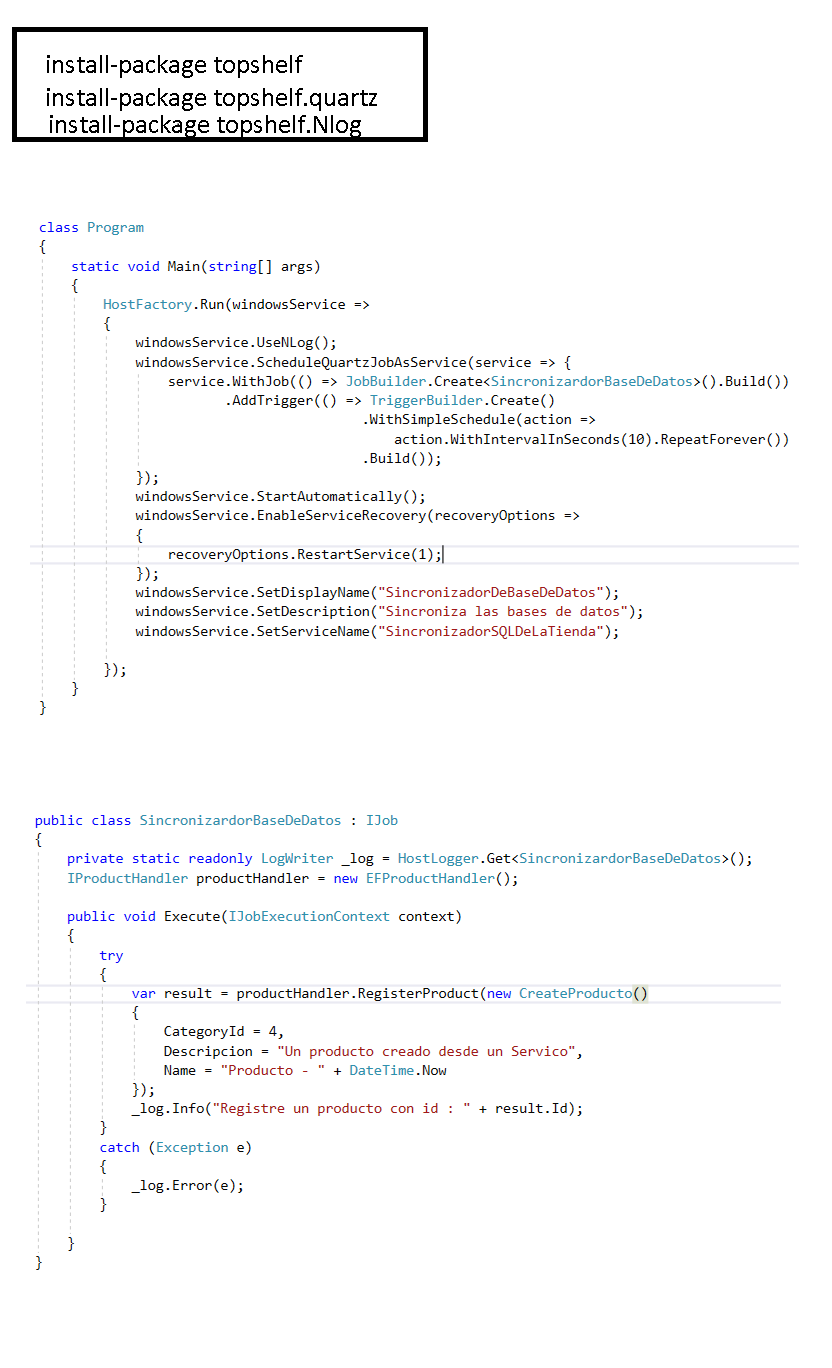 install-package topshelf
install-package topshelf.quartz
install-package topshelf.Nlog
class Program
{
    static void Main(string[] args)
    {
        HostFactory.Run(windowsService =>
        {
            windowsService.UseNLog();
            windowsService.ScheduleQuartzJobAsService(service => {
                service.WithJob(() => JobBuilder.Create<SincronizardorBaseDeDatos>().Build())
                       .AddTrigger(() => TriggerBuilder.Create()
                                        .WithSimpleSchedule(action =>
                                            action.WithIntervalInSeconds(10).RepeatForever())
                                        .Build());
            });
            windowsService.StartAutomatically();
            windowsService.EnableServiceRecovery(recoveryOptions =>
            {
                recoveryOptions.RestartService(1);
            });
            windowsService.SetDisplayName("SincronizadorDeBaseDeDatos");
            windowsService.SetDescription("Sincroniza las bases de datos");
            windowsService.SetServiceName("SincronizadorSQLDeLaTienda");
        });
    }
}
public class SincronizardorBaseDeDatos : IJob
{
    private static readonly LogWriter _log = HostLogger.Get<SincronizardorBaseDeDatos>();
    IProductHandler productHandler = new EFProductHandler();
    public void Execute(IJobExecutionContext context)
    {
        try
        {
            var result = productHandler.RegisterProduct(new CreateProducto()
            {
                CategoryId = 4,
                Descripcion = "Un producto creado desde un Servico",
                Name = "Producto - " + DateTime.Now
            });
            _log.Info("Registre un producto con id : " + result.Id);
        }
        catch (Exception e)
        {
            _log.Error(e);
        }
    }
}